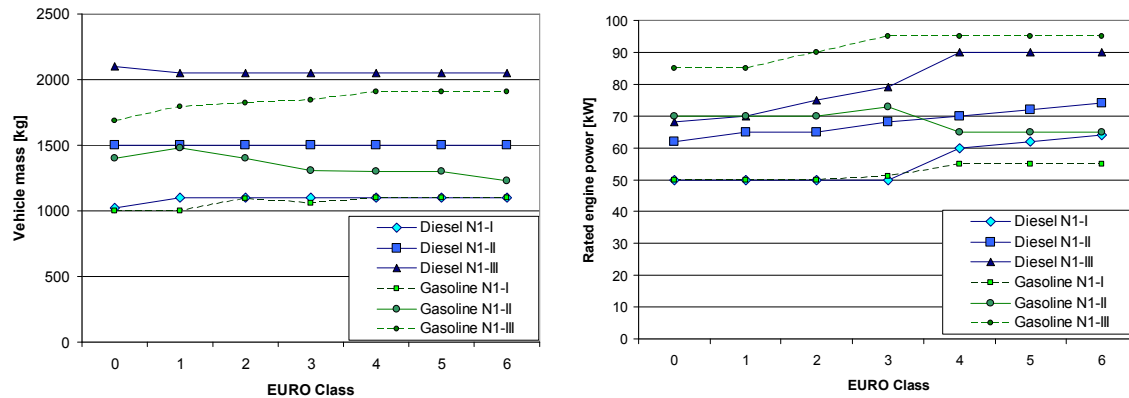 2500
2000
1500
1000
500
0
Vehicle mass [kg]
Diesel N1-I
Diesel N1-II
Diesel N1-III
Gasoline N1-I
Gasoline N1-II
Gasoline N1-III
0 1 2 3 4 5 6
EURO Class
100
90
80
70
60
50
40
30
20
10
0
Rated engine power [kW]
Diesel N1-I
Diesel N1-II
Diesel N1-III
Gasoline N1-I
Gasoline N1-II
Gasoline N1-III
0 1 2 3 4 5 6
EURO Class